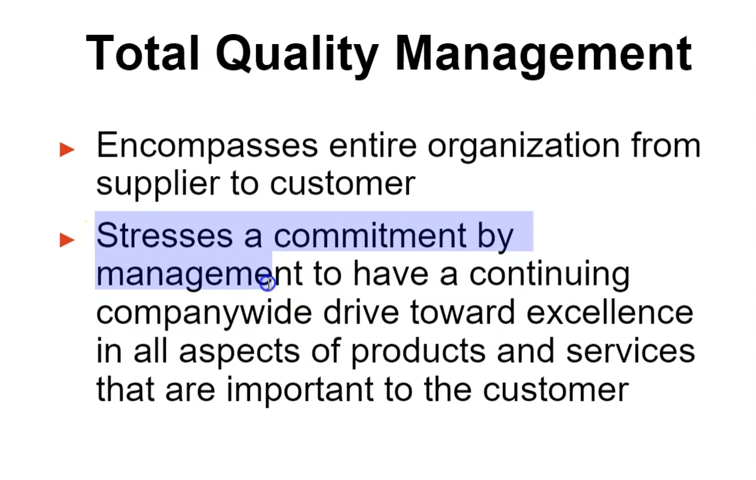 Total Quality Management
Encompasses entire organization from
supplier to customer
Stresses a commitment by
management to have a continuing
companywide drive toward excellence
in all aspects of products and services
that are important to the customer